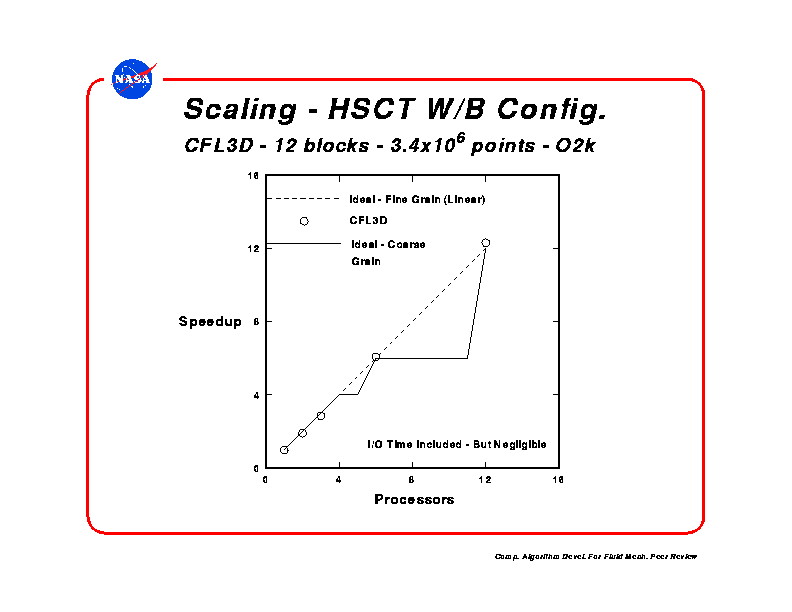 NASA
Scaling - HSCT W/B Config.
CFL3D - 12 blocks - 3.4x10⁶ points - O2k
16
Ideal - Fine Grain (Linear)
CFL3D
12
Ideal - Coarse
Grain
Speedup
8
4
I/O Time Included - But Negligible
0
0 4 8 12 16
Processors
Comp. Algorithm Devel. For Fluid Mech. Peer Review